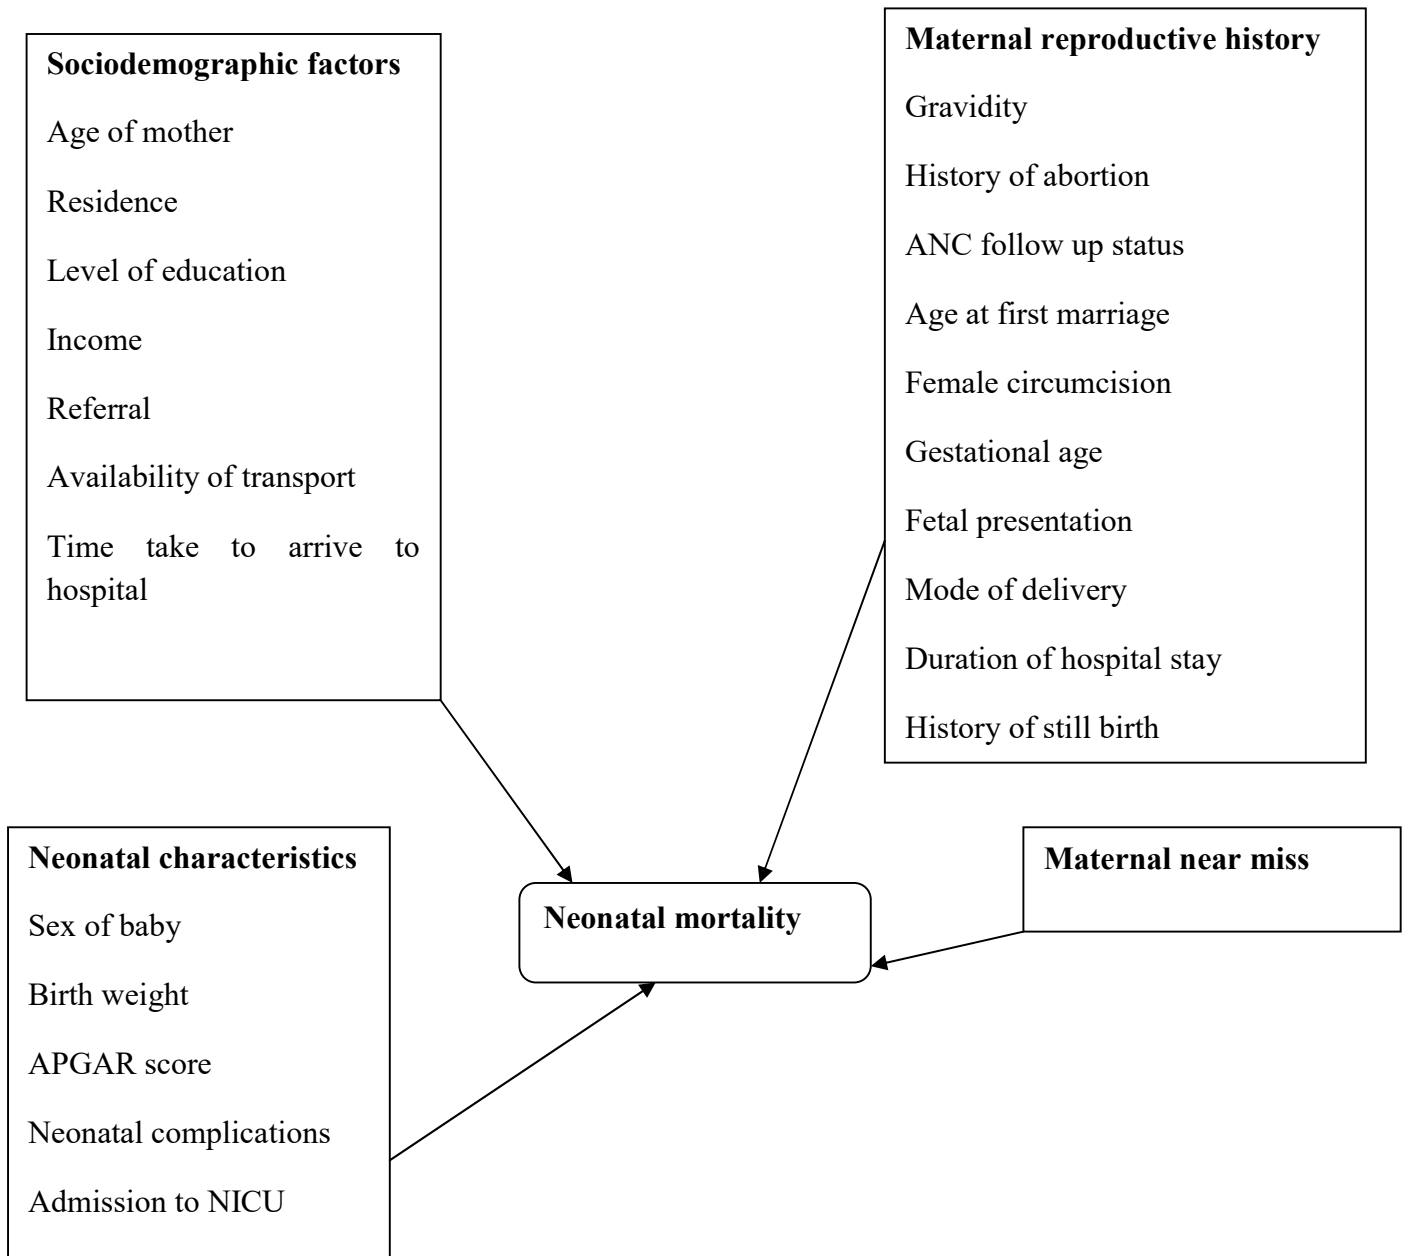 Sociodemographic factors
Age of mother
Residence
Level of education
Income
Referral
Availability of transport
Time take to arrive to
hospital
Maternal reproductive history
Gravidity
History of abortion
ANC follow up status
Age at first marriage
Female circumcision
Gestational age
Fetal presentation
Mode of delivery
Duration of hospital stay
History of still birth
Neonatal characteristics
Sex of baby
Birth weight
APGAR score
Neonatal complications
Admission to NICU
Neonatal mortality
Maternal near miss